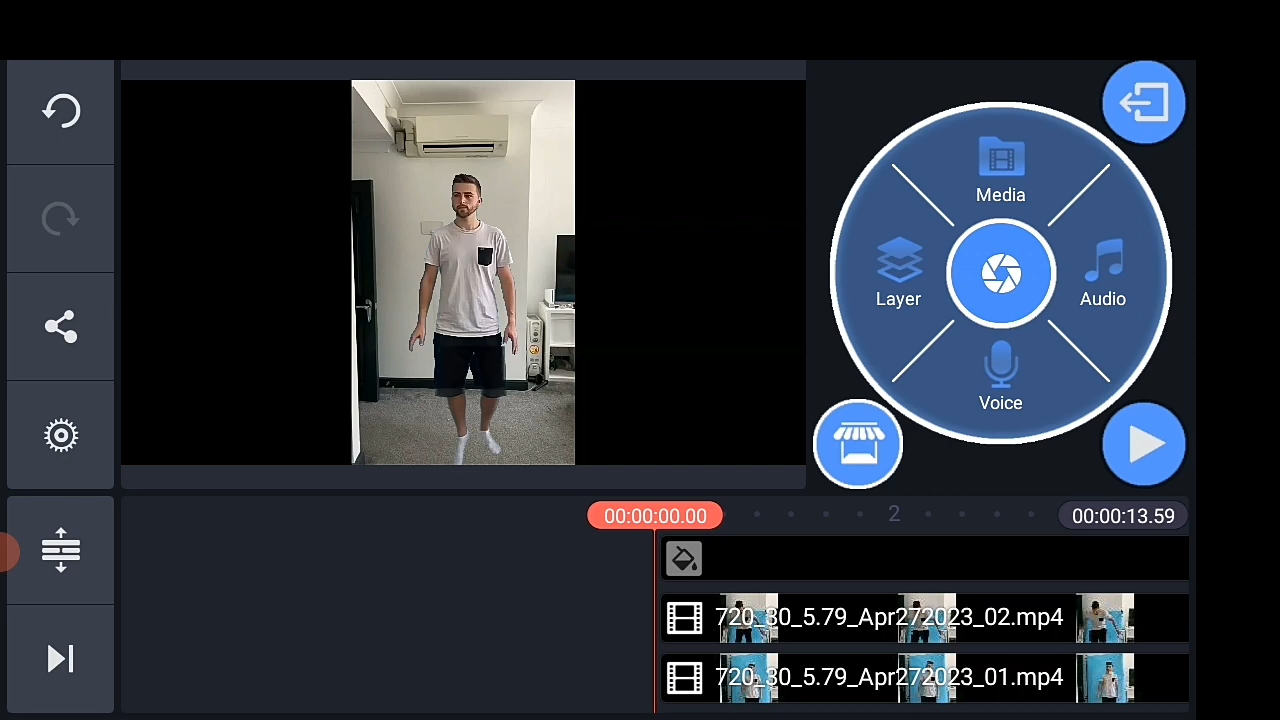 Media
Layer
Audio
Voice
00:00:00.00
2
00:00:13.59
720_30_5.79_Apr272023_02.mp4
720_30_5.79_Apr272023_01.mp4